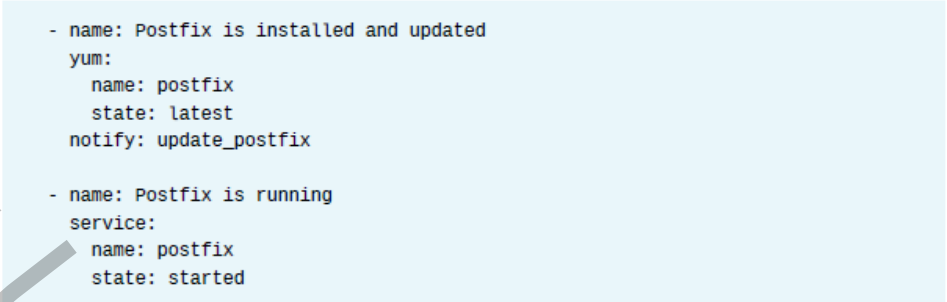 - name: Postfix is installed and updated
  yum:
    name: postfix
    state: latest
  notify: update_postfix

- name: Postfix is running
  service:
    name: postfix
    state: started